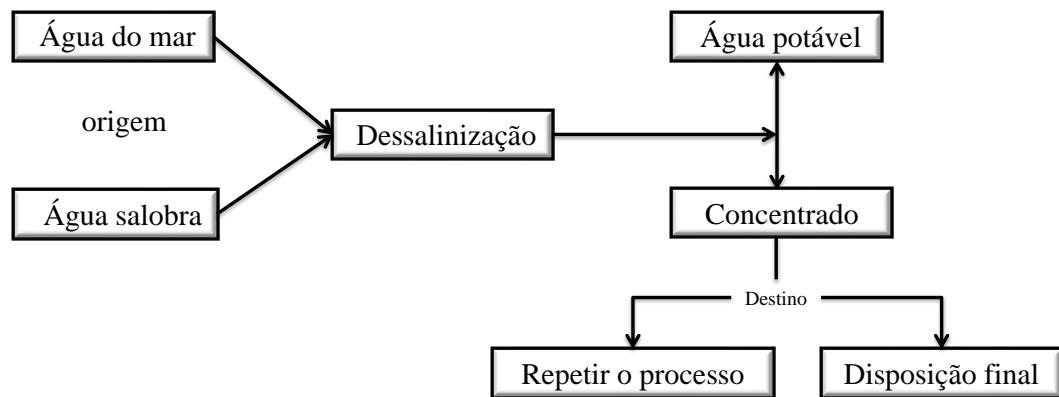 Água do mar
Água potável
origem
Dessalinização
Água salobra
Concentrado
Destino
Repetir o processo
Disposição final